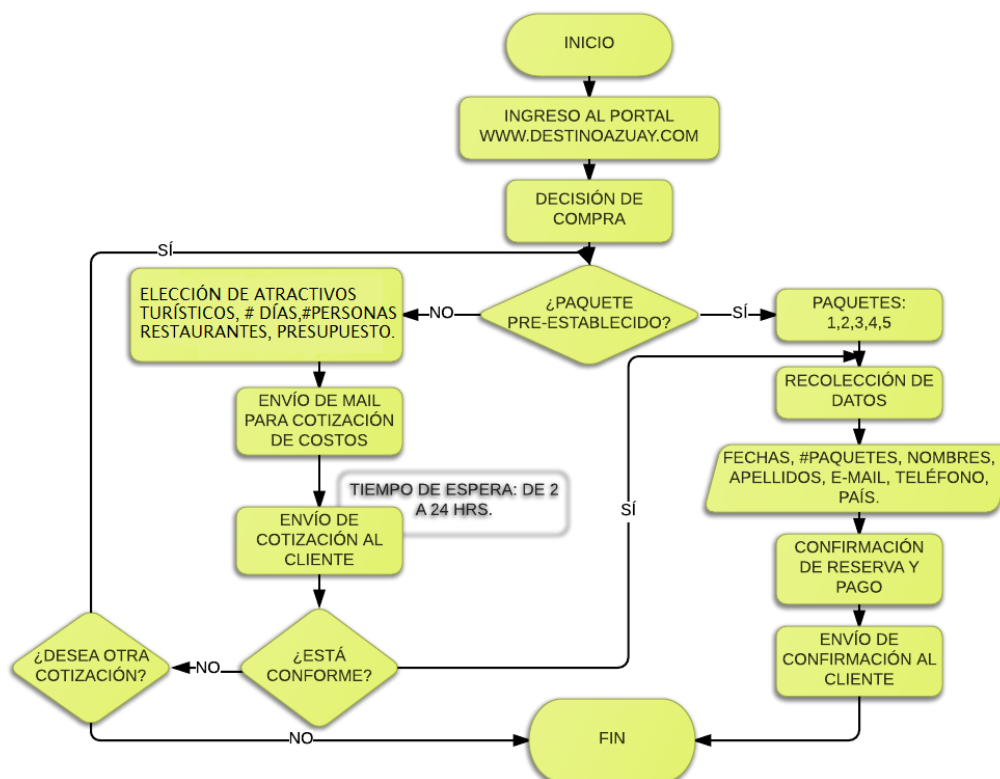 INICIO
INGRESO AL PORTAL
WWW.DESTINOAZUAY.COM
DECISIÓN DE
COMPRA
SÍ
¿PAQUETE
PRE-ESTABLECIDO?
NO
SÍ
ELECCIÓN DE ATRACTIVOS
TURÍSTICOS, # DÍAS,#PERSONAS
RESTAURANTES, PRESUPUESTO.
PAQUETES:
1,2,3,4,5
ENVÍO DE MAIL
PARA COTIZACIÓN
DE COSTOS
RECOLECCIÓN DE
DATOS
TIEMPO DE ESPERA: DE 2
A 24 HRS.
FECHAS, #PAQUETES, NOMBRES,
APELLIDOS, E-MAIL, TELÉFONO,
PAÍS.
ENVÍO DE
COTIZACIÓN AL
CLIENTE
SÍ
CONFIRMACIÓN
DE RESERVA Y
PAGO
¿DESEA OTRA
COTIZACIÓN?
NO
¿ESTÁ
CONFORME?
ENVÍO DE
CONFIRMACIÓN AL
CLIENTE
NO
FIN